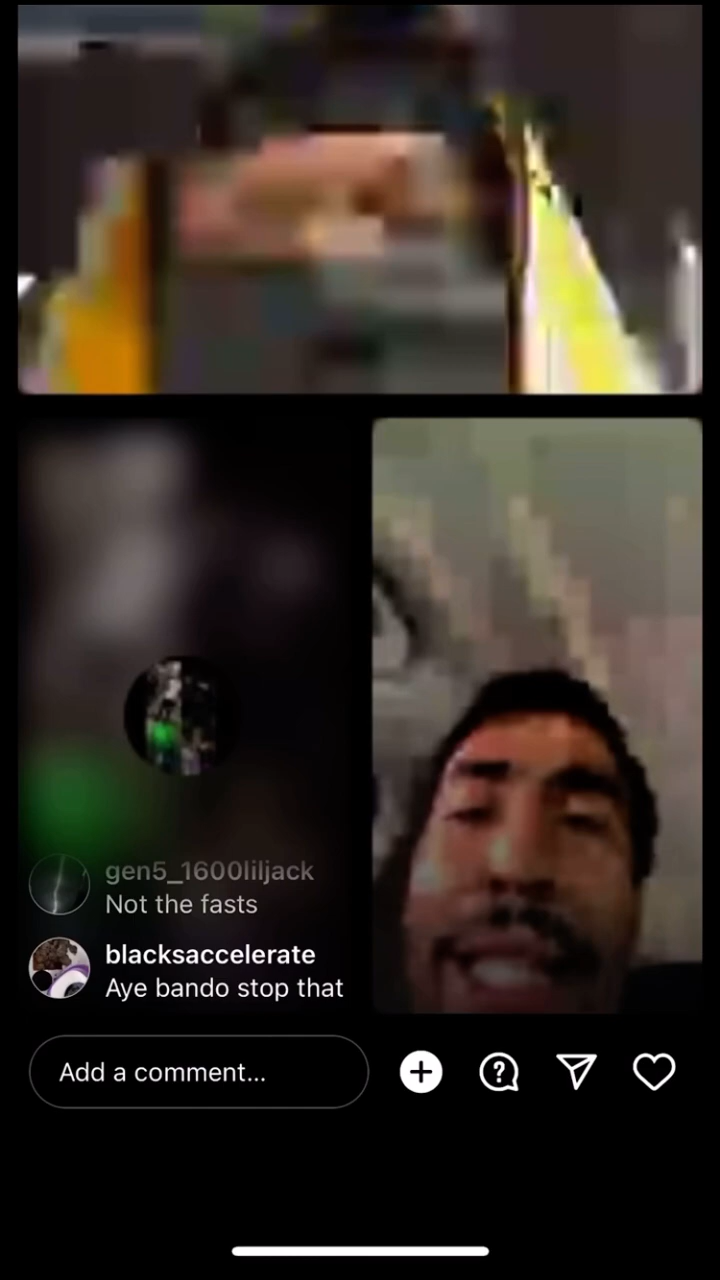 gen5_1600liljack
Not the fasts
blacksaccelerate
Aye bando stop that
Add a comment...